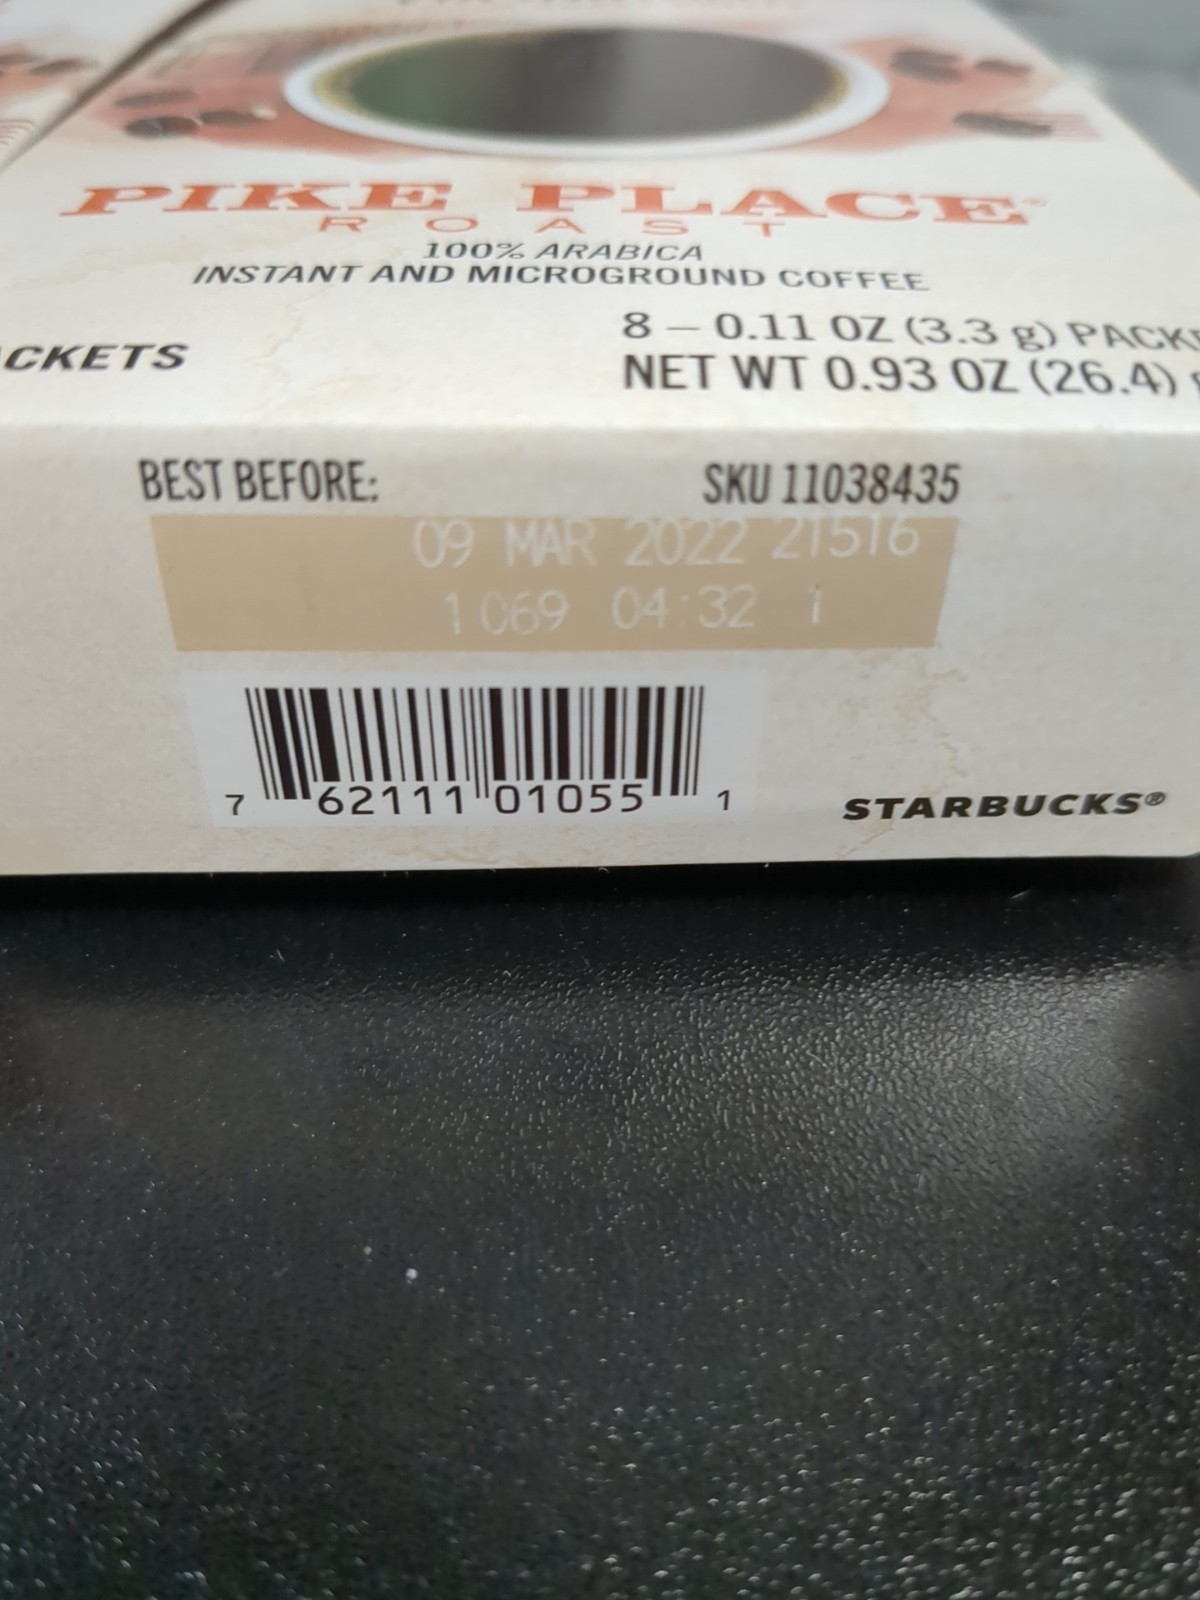 PIKE PLACE
ROAST
100% ARABICA
INSTANT AND MICROGROUND COFFEE
8 – 0.11 OZ (3.3 g)
NET WT 0.93 OZ (26.4)
BEST BEFORE:
SKU 11038435
09 MAR 2022 21516
1069 04:32 1
7 62111 01055 1
STARBUCKS®